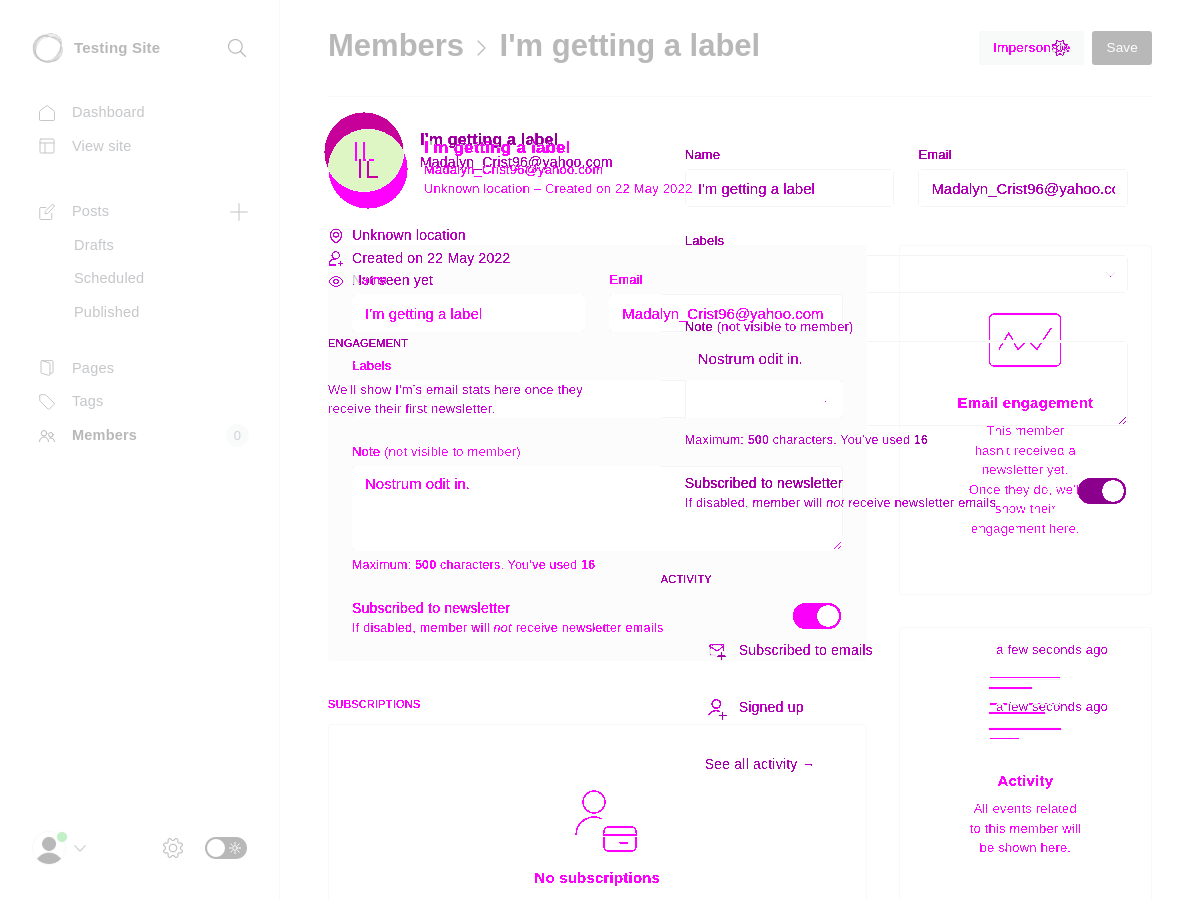 Testing Site
Members > I'm getting a label
Impersonate
Save
Dashboard
View site
Posts
Drafts
Scheduled
Published
Pages
Tags
Members
0
IL
IL
I'm getting a label
I'm getting a label
Madalyn_Crist96@yahoo.com
Madalyn_Crist96@yahoo.com
Unknown location – Created on 22 May 2022
Unknown location
Created on 22 May 2022
Not seen yet
Name
Email
I'm getting a label
Madalyn_Crist96@yahoo.cc
Labels
Name
Email
I'm getting a label
Madalyn_Crist96@yahoo.com
Note (not visible to member)
Nostrum odit in.
ENGAGEMENT
Labels
We'll show I'm's email stats here once they
receive their first newsletter.
Maximum: 500 characters. You've used 16
Note (not visible to member)
Nostrum odit in.
Subscribed to newsletter
If disabled, member will not receive newsletter emails
Email engagement
This member
hasn't received a
newsletter yet.
Once they do, we'll
show their
engagement here.
Maximum: 500 characters. You've used 16
ACTIVITY
Subscribed to newsletter
If disabled, member will not receive newsletter emails
Subscribed to emails
a few seconds ago
Signed up
a few seconds ago
SUBSCRIPTIONS
See all activity →
Activity
All events related
to this member will
be shown here.
No subscriptions